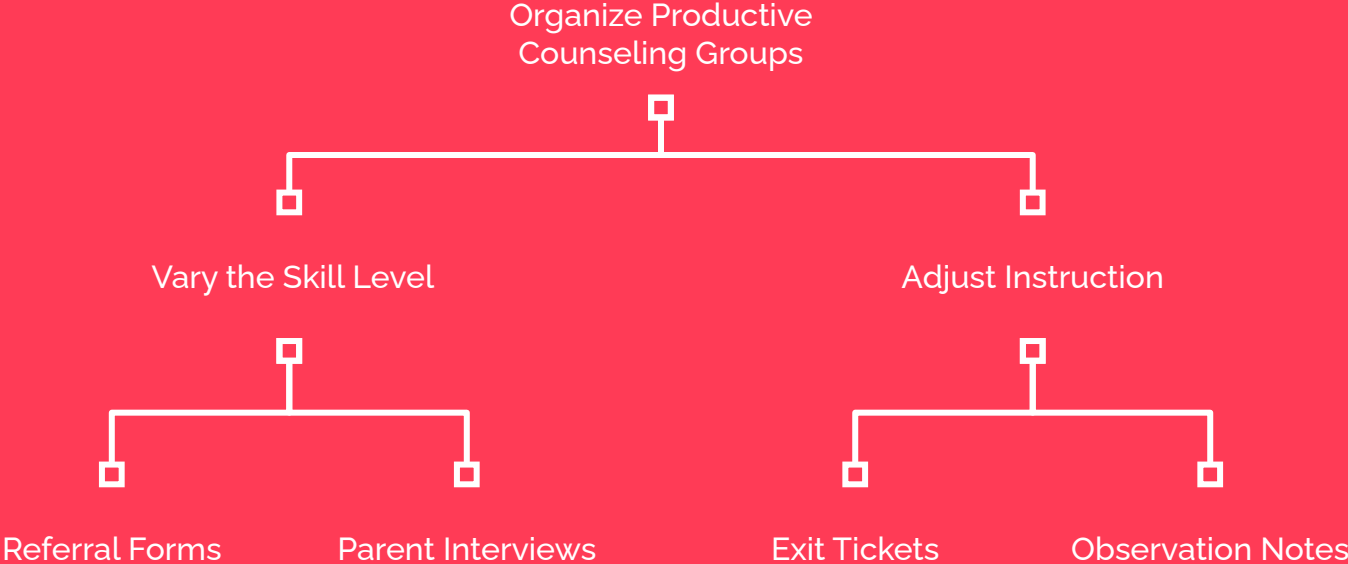 Organize Productive
Counseling Groups
Vary the Skill Level
Adjust Instruction
Referral Forms
Parent Interviews
Exit Tickets
Observation Notes